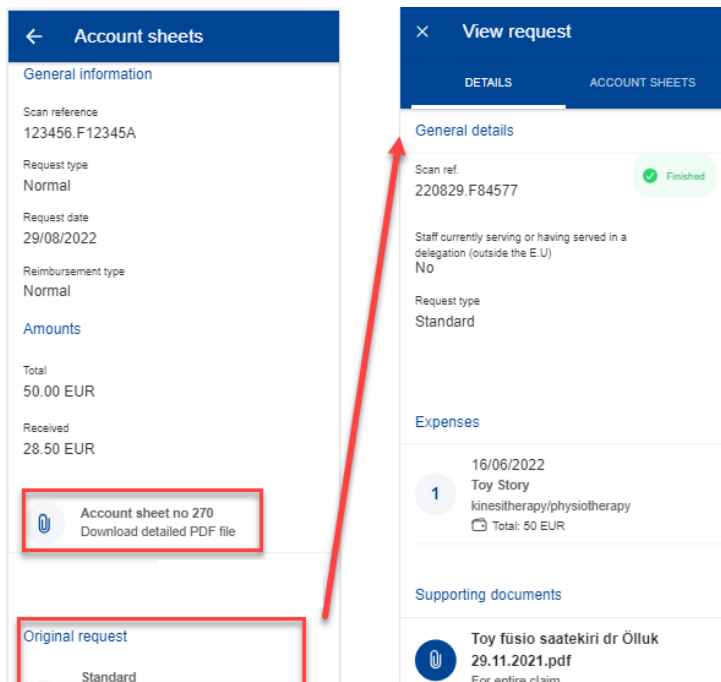 Account sheets
General information
Scan reference
123456.F12345A
Request type
Normal
Request date
29/08/2022
Reimbursement type
Normal
Amounts
Total
50.00 EUR
Received
28.50 EUR
Account sheet no 270
Download detailed PDF file
Original request
Standard
View request
DETAILS
ACCOUNT SHEETS
General details
Scan ref.
220829.F84577
Finished
Staff currently serving or having served in a
delegation (outside the E.U)
No
Request type
Standard
Expenses
16/06/2022
1
Toy Story
kinesitherapy/physiotherapy
Total: 50 EUR
Supporting documents
Toy füsio saatekiri dr Õlluk
29.11.2021.pdf
For entire claim